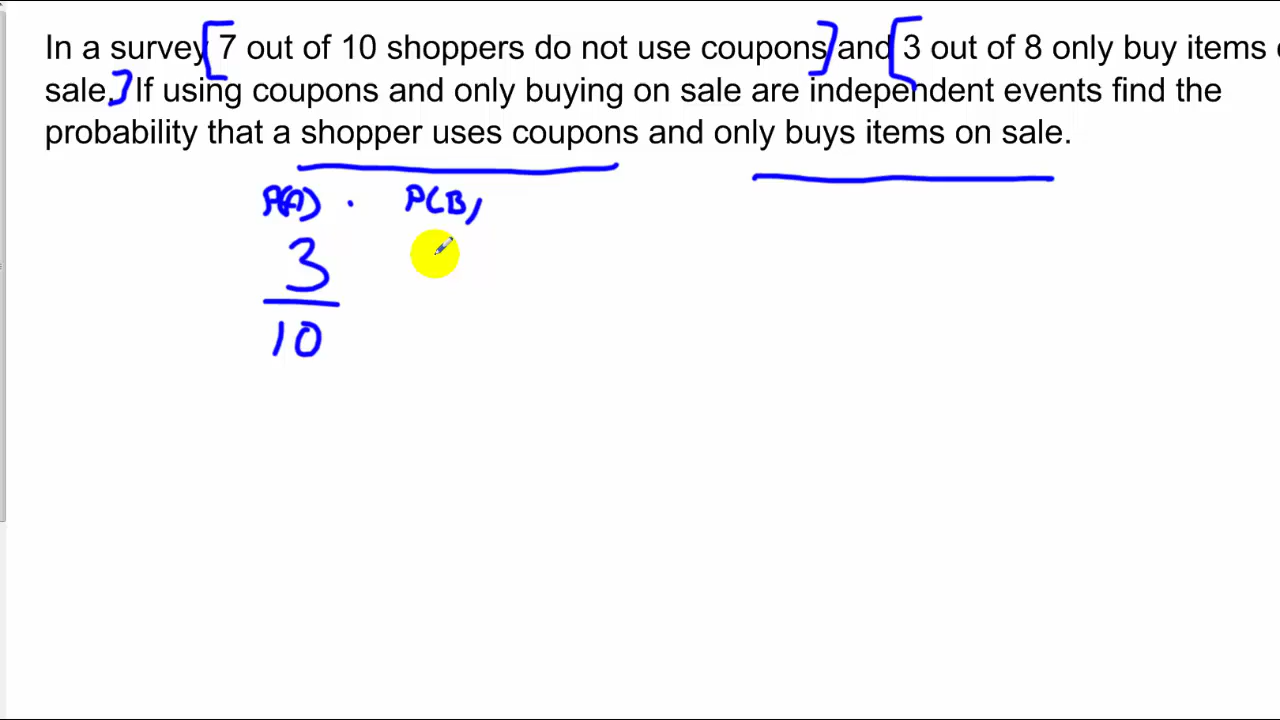 In a survey [7 out of 10 shoppers do not use coupons] and [3 out of 8 only buy items
sale.] If using coupons and only buying on sale are independent events find the
probability that a shopper uses coupons and only buys items on sale.
P(A) · P(B)
3
10